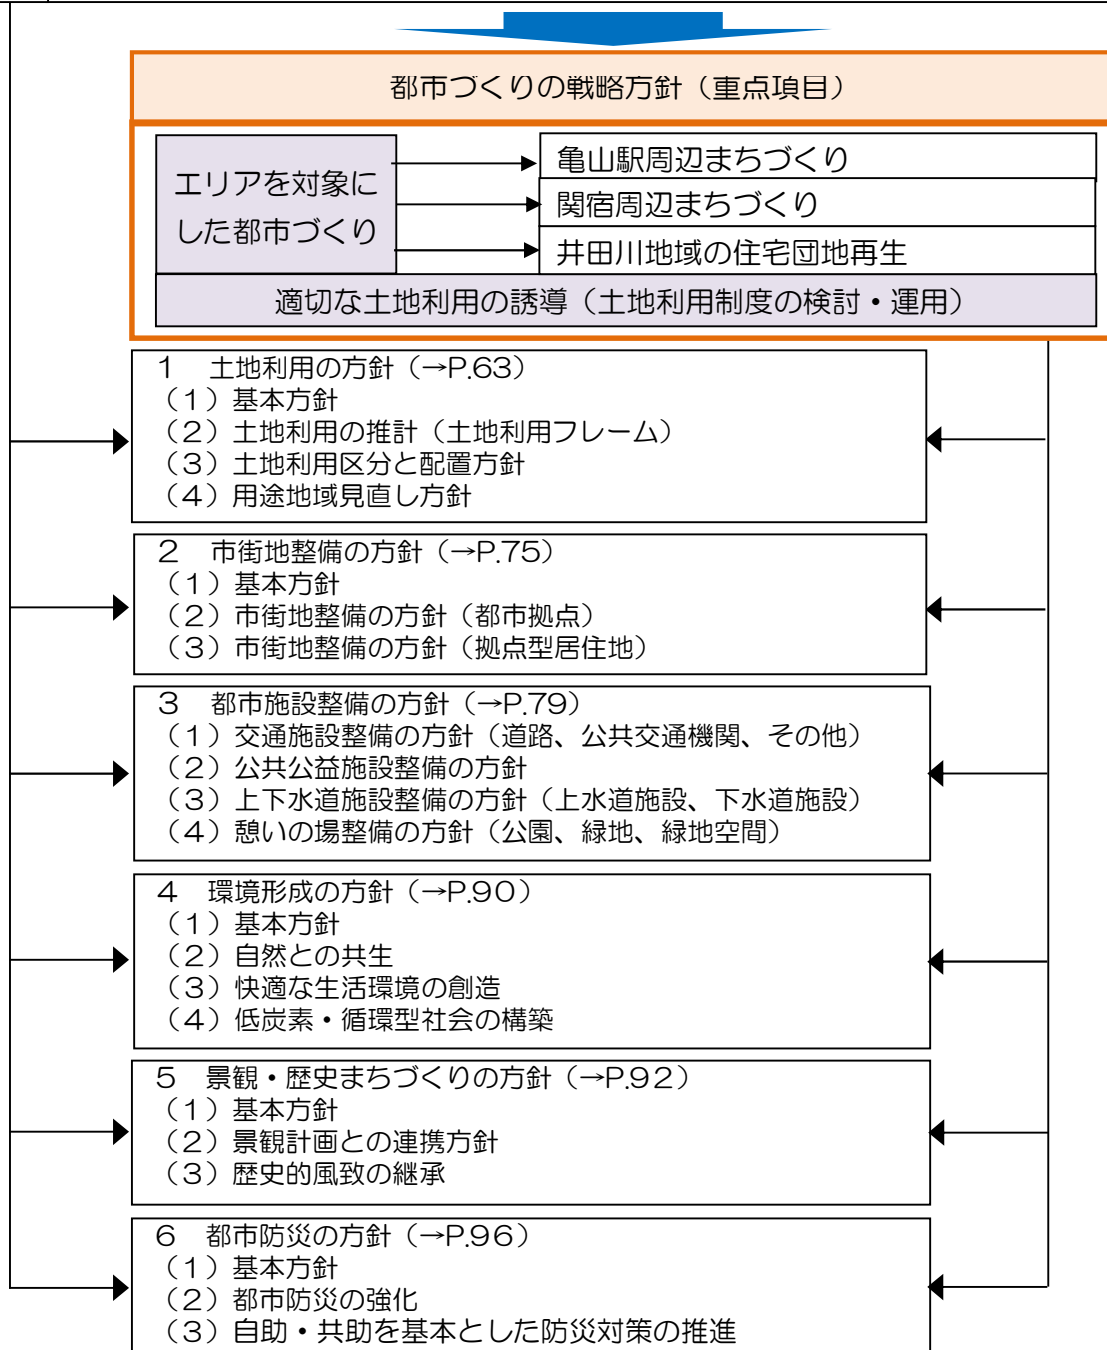 都市づくりの戦略方針（重点項目）
エリアを対象に
した都市づくり
亀山駅周辺まちづくり
関宿周辺まちづくり
井田川地域の住宅団地再生
適切な土地利用の誘導（土地利用制度の検討・運用）
１　土地利用の方針（→P.63）
（１）基本方針
（２）土地利用の推計（土地利用フレーム）
（３）土地利用区分と配置方針
（４）用途地域見直し方針
２　市街地整備の方針（→P.75）
（１）基本方針
（２）市街地整備の方針（都市拠点）
（３）市街地整備の方針（拠点型居住地）
３　都市施設整備の方針（→P.79）
（１）交通施設整備の方針（道路、公共交通機関、その他）
（２）公共公益施設整備の方針
（３）上下水道施設整備の方針（上水道施設、下水道施設）
（４）憩いの場整備の方針（公園、緑地、緑地空間）
４　環境形成の方針（→P.90）
（１）基本方針
（２）自然との共生
（３）快適な生活環境の創造
（４）低炭素・循環型社会の構築
５　景観・歴史まちづくりの方針（→P.92）
（１）基本方針
（２）景観計画との連携方針
（３）歴史的風致の継承
６　都市防災の方針（→P.96）
（１）基本方針
（２）都市防災の強化
（３）自助・共助を基本とした防災対策の推進